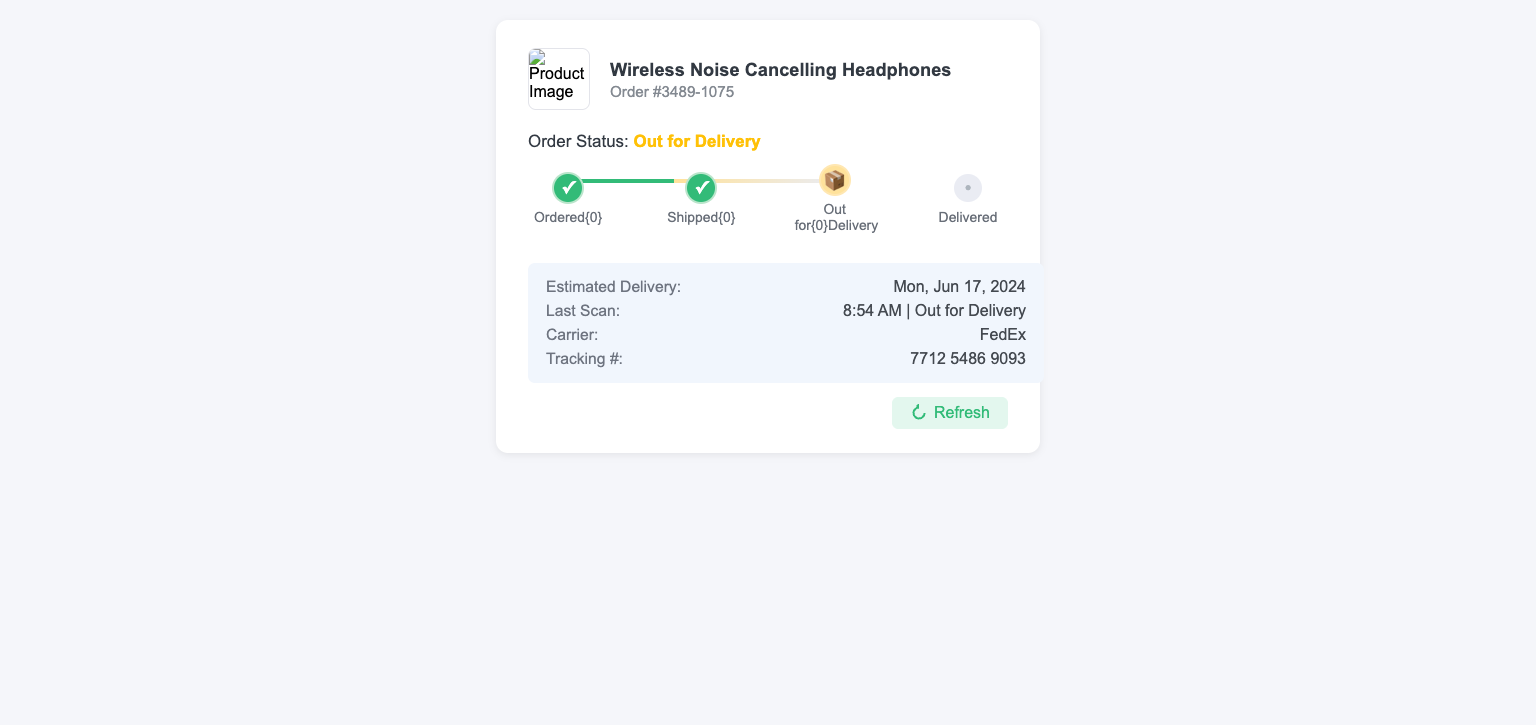 Product
Image
Wireless Noise Cancelling Headphones
Order #3489-1075
Order Status: Out for Delivery
Ordered{0}
Shipped{0}
Out
for{0}Delivery
Delivered
Estimated Delivery: Mon, Jun 17, 2024
Last Scan: 8:54 AM | Out for Delivery
Carrier: FedEx
Tracking #: 7712 5486 9093
Refresh